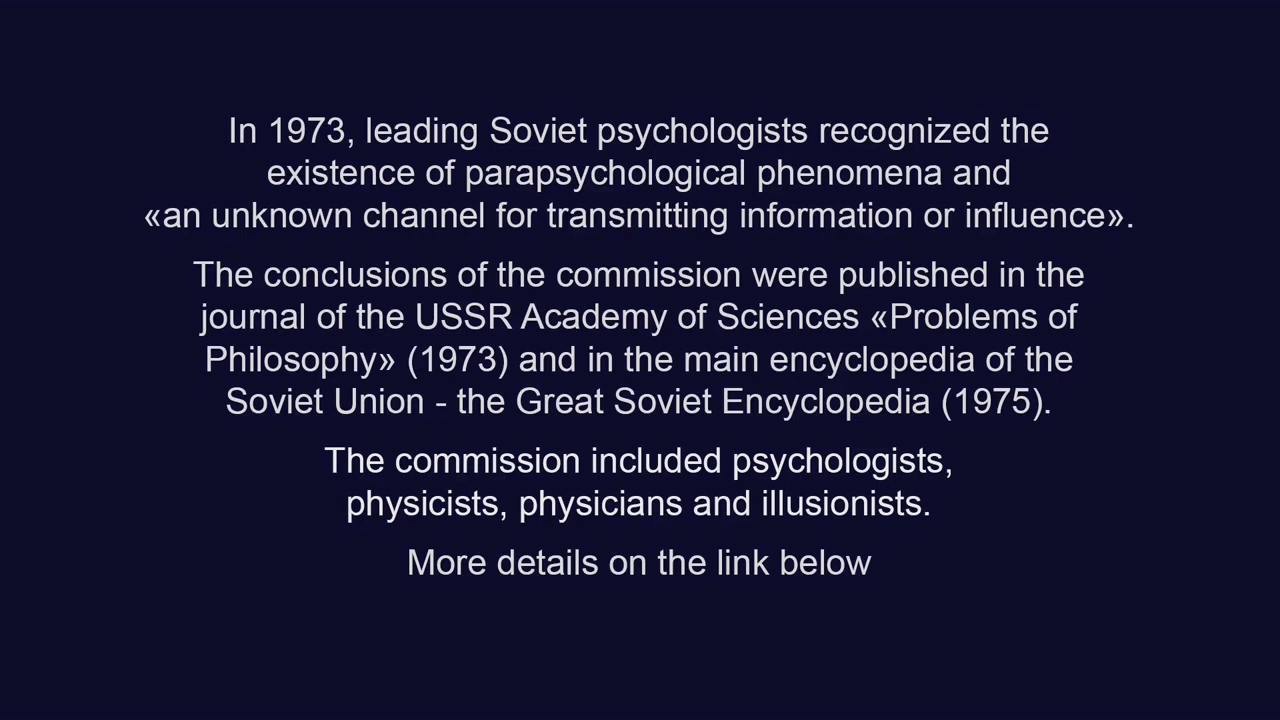 In 1973, leading Soviet psychologists recognized the
existence of parapsychological phenomena and
«an unknown channel for transmitting information or influence».
The conclusions of the commission were published in the
journal of the USSR Academy of Sciences «Problems of
Philosophy» (1973) and in the main encyclopedia of the
Soviet Union - the Great Soviet Encyclopedia (1975).
The commission included psychologists,
physicists, physicians and illusionists.
More details on the link below